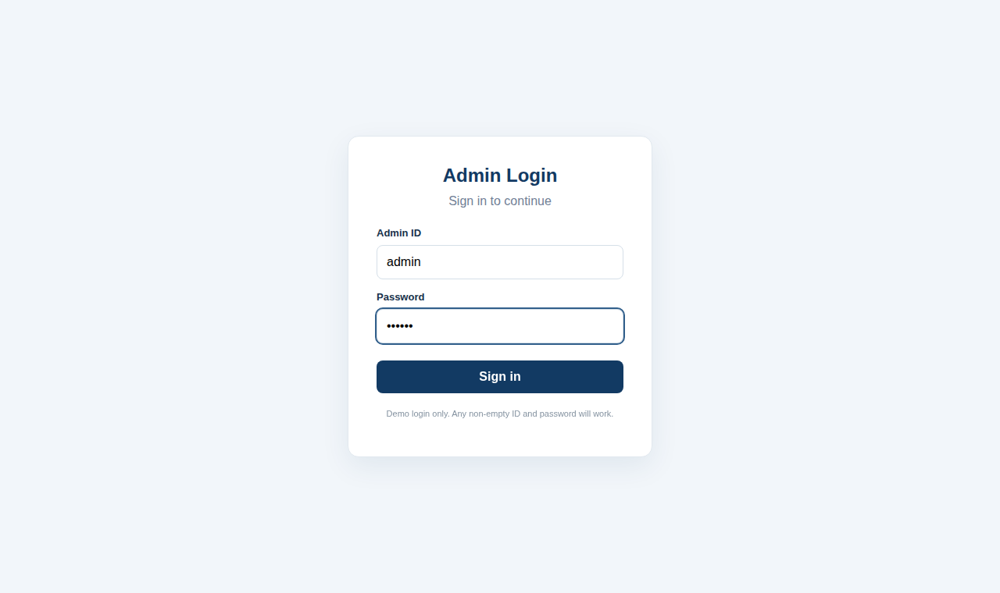 Admin Login
Sign in to continue
Admin ID
admin
Password
••••••
Sign in
Demo login only. Any non-empty ID and password will work.